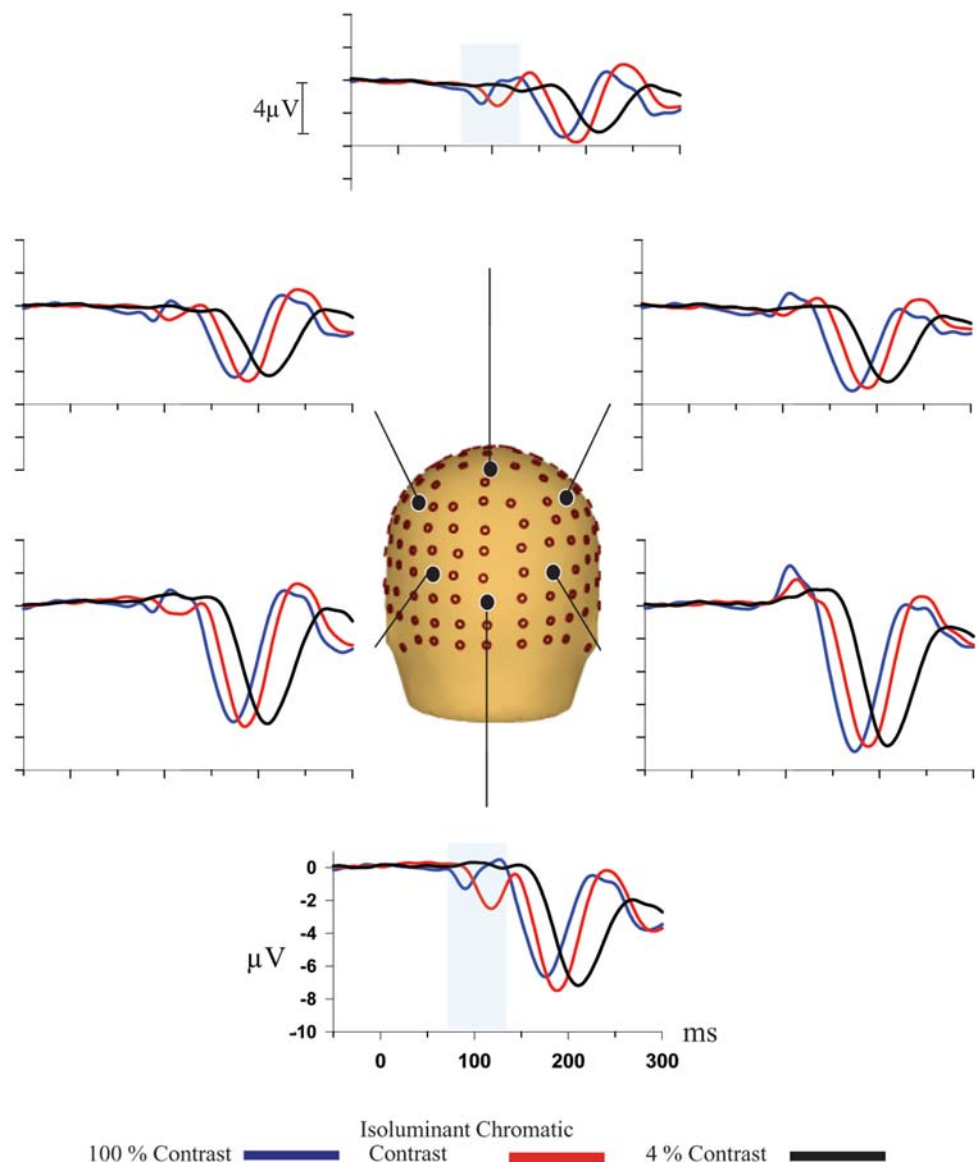 4µV
0
-2
-4
µV
-6
-8
-10
ms
0 100 200 300
Isoluminant Chromatic
100 % Contrast Contrast 4 % Contrast